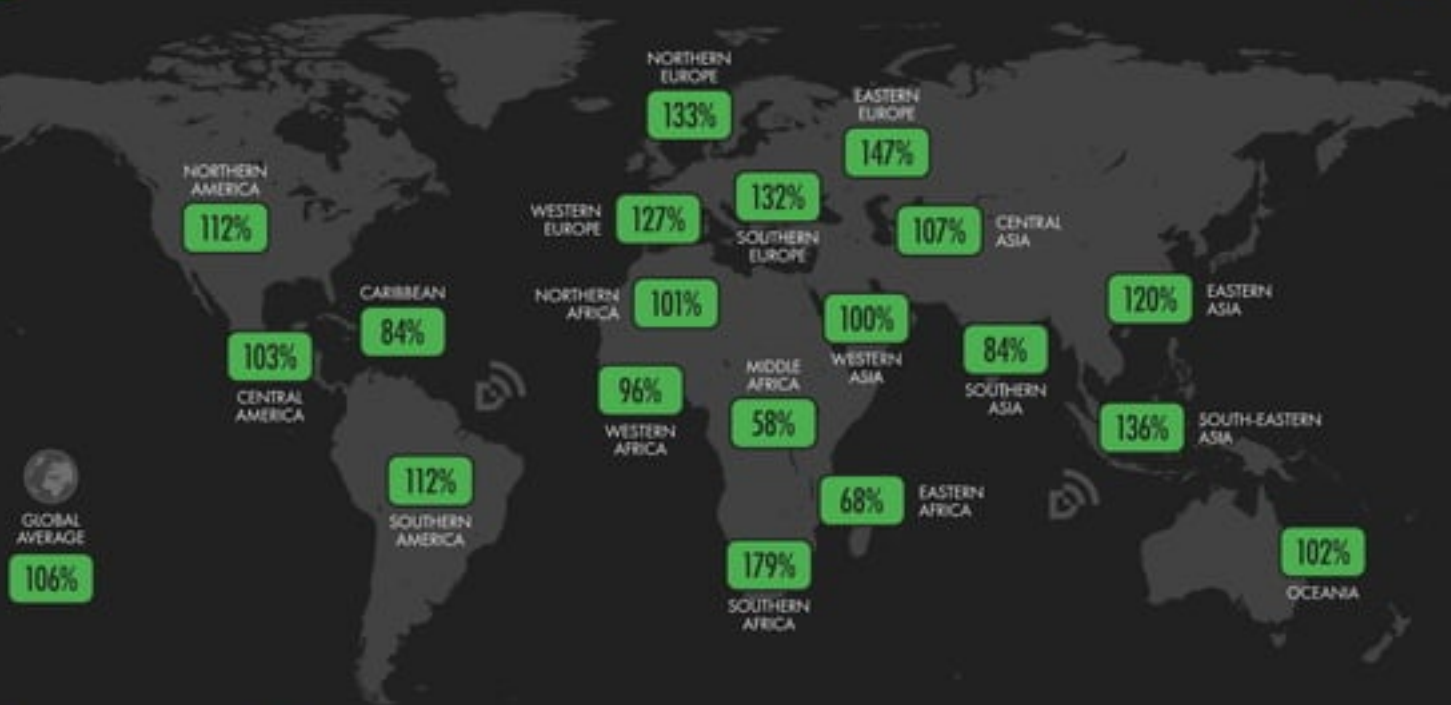 NORTHERN
EUROPE
133%
EASTERN
EUROPE
147%
NORTHERN
AMERICA
112%
WESTERN
EUROPE
127%
132%
SOUTHERN
EUROPE
107%
CENTRAL
ASIA
NORTHERN
AFRICA
101%
CARIBBEAN
84%
100%
WESTERN
ASIA
120%
EASTERN
ASIA
103%
CENTRAL
AMERICA
84%
SOUTHERN
ASIA
96%
WESTERN
AFRICA
MIDDLE
AFRICA
58%
136%
SOUTH-EASTERN
ASIA
112%
SOUTHERN
AMERICA
68%
EASTERN
AFRICA
GLOBAL
AVERAGE
106%
179%
SOUTHERN
AFRICA
102%
OCEANIA